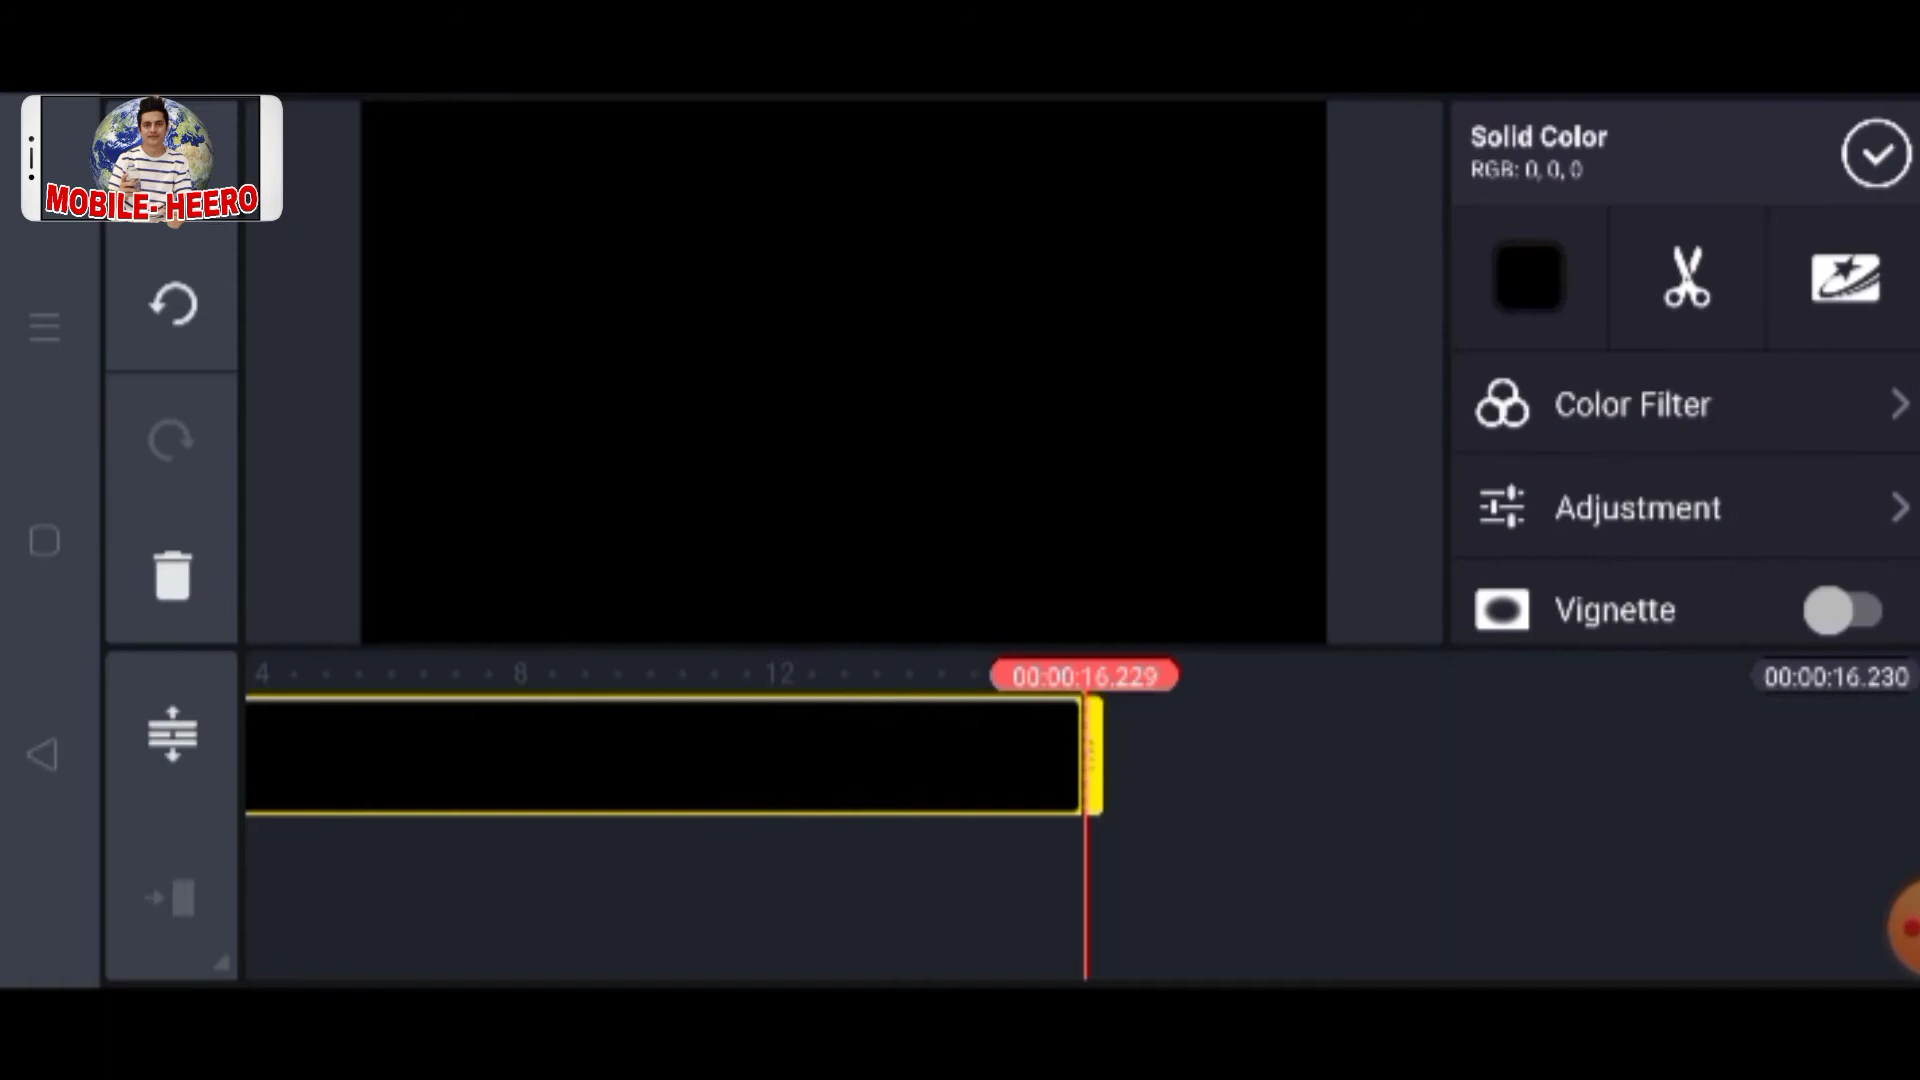 MOBILE- HEERO
Solid Color
RGB: 0, 0, 0
Color Filter
Adjustment
Vignette
4 8 12 00:00:16.229 00:00:16.230